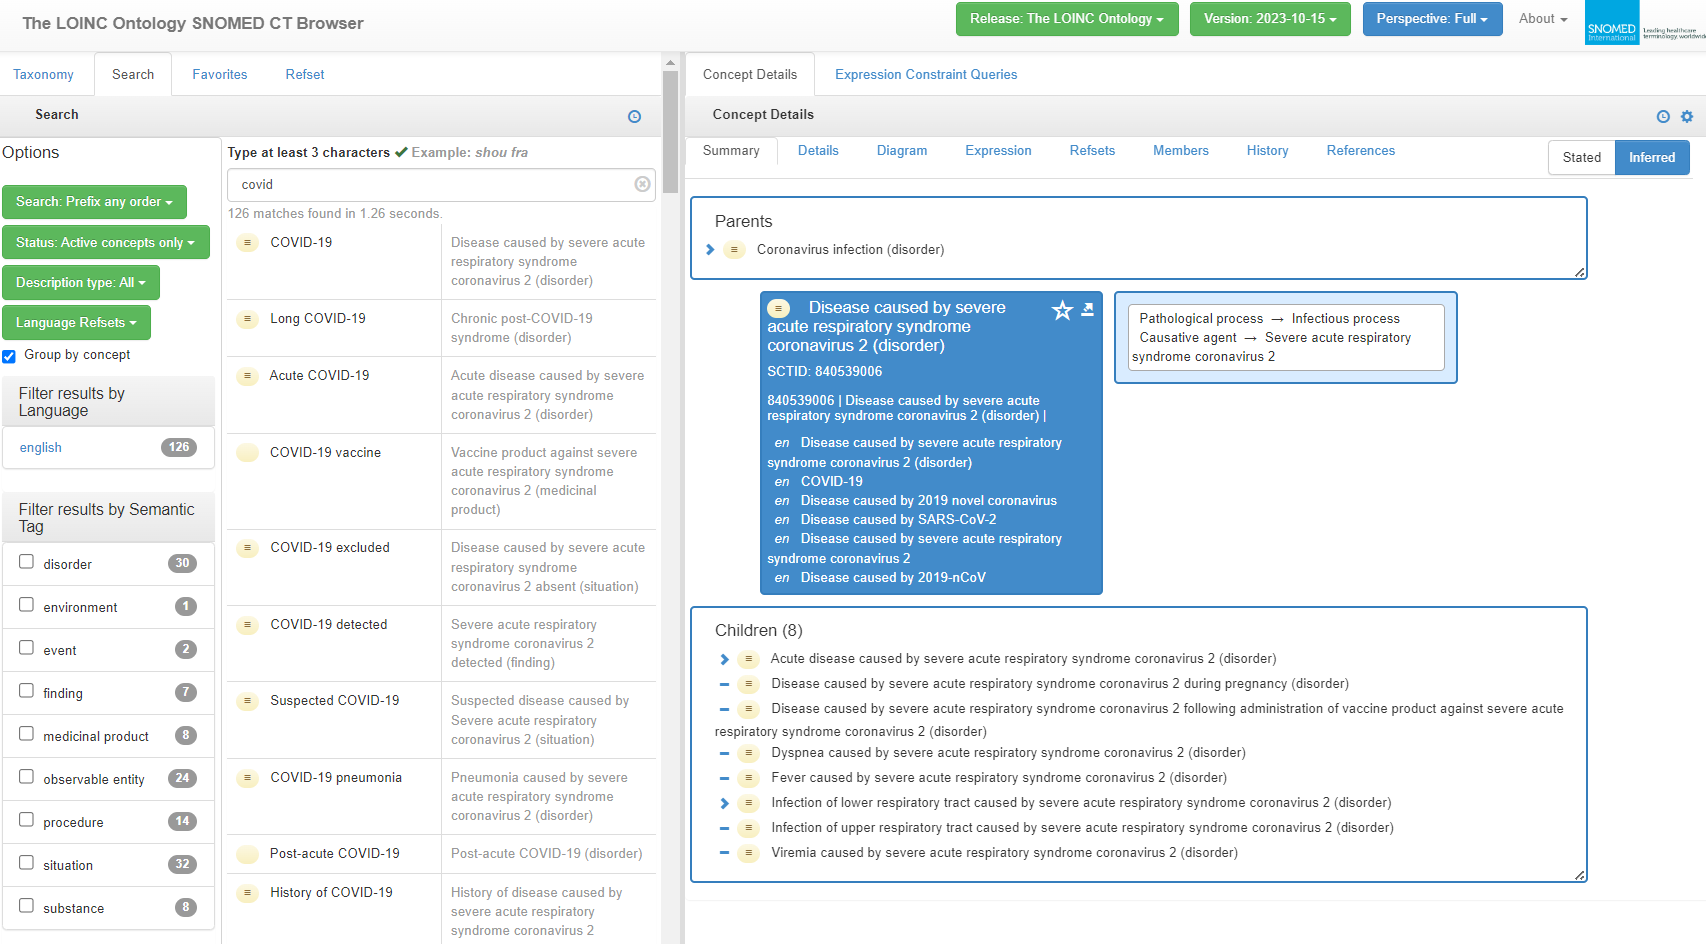 The LOINC Ontology SNOMED CT Browser
Release: The LOINC Ontology
Version: 2023-10-15
Perspective: Full
About
SNOMED
International
Leading healthcare
terminology, worldwide
Taxonomy
Search
Favorites
Refset
Search
Options
Search: Prefix any order
Status: Active concepts only
Description type: All
Language Refsets
Group by concept
Filter results by
Language
english 126
Filter results by Semantic
Tag
disorder 30
environment 1
event 2
finding 7
medicinal product 8
observable entity 24
procedure 14
situation 32
substance 8
Type at least 3 characters ✔ Example: shou fra
covid
126 matches found in 1.26 seconds.
COVID-19
Disease caused by severe acute
respiratory syndrome
coronavirus 2 (disorder)
Long COVID-19
Chronic post-COVID-19
syndrome (disorder)
Acute COVID-19
Acute disease caused by severe
acute respiratory syndrome
coronavirus 2 (disorder)
COVID-19 vaccine
Vaccine product against severe
acute respiratory syndrome
coronavirus 2 (medicinal
product)
COVID-19 excluded
Disease caused by severe acute
respiratory syndrome
coronavirus 2 absent (situation)
COVID-19 detected
Severe acute respiratory
syndrome coronavirus 2
detected (finding)
Suspected COVID-19
Suspected disease caused by
Severe acute respiratory
coronavirus 2 (situation)
COVID-19 pneumonia
Pneumonia caused by severe
acute respiratory syndrome
coronavirus 2 (disorder)
Post-acute COVID-19
Post-acute COVID-19 (disorder)
History of COVID-19
History of disease caused by
severe acute respiratory
syndrome coronavirus 2
Concept Details
Expression Constraint Queries
Concept Details
Summary
Details
Diagram
Expression
Refsets
Members
History
References
Stated
Inferred
Parents
Coronavirus infection (disorder)
Disease caused by severe
acute respiratory syndrome
coronavirus 2 (disorder)
SCTID: 840539006
840539006 | Disease caused by severe acute
respiratory syndrome coronavirus 2 (disorder) |
en Disease caused by severe acute respiratory
syndrome coronavirus 2 (disorder)
en COVID-19
en Disease caused by 2019 novel coronavirus
en Disease caused by SARS-CoV-2
en Disease caused by severe acute respiratory
syndrome coronavirus 2
en Disease caused by 2019-nCoV
Pathological process → Infectious process
Causative agent → Severe acute respiratory
syndrome coronavirus 2
Children (8)
Acute disease caused by severe acute respiratory syndrome coronavirus 2 (disorder)
Disease caused by severe acute respiratory syndrome coronavirus 2 during pregnancy (disorder)
Disease caused by severe acute respiratory syndrome coronavirus 2 following administration of vaccine product against severe acute
respiratory syndrome coronavirus 2 (disorder)
Dyspnea caused by severe acute respiratory syndrome coronavirus 2 (disorder)
Fever caused by severe acute respiratory syndrome coronavirus 2 (disorder)
Infection of lower respiratory tract caused by severe acute respiratory syndrome coronavirus 2 (disorder)
Infection of upper respiratory tract caused by severe acute respiratory syndrome coronavirus 2 (disorder)
Viremia caused by severe acute respiratory syndrome coronavirus 2 (disorder)